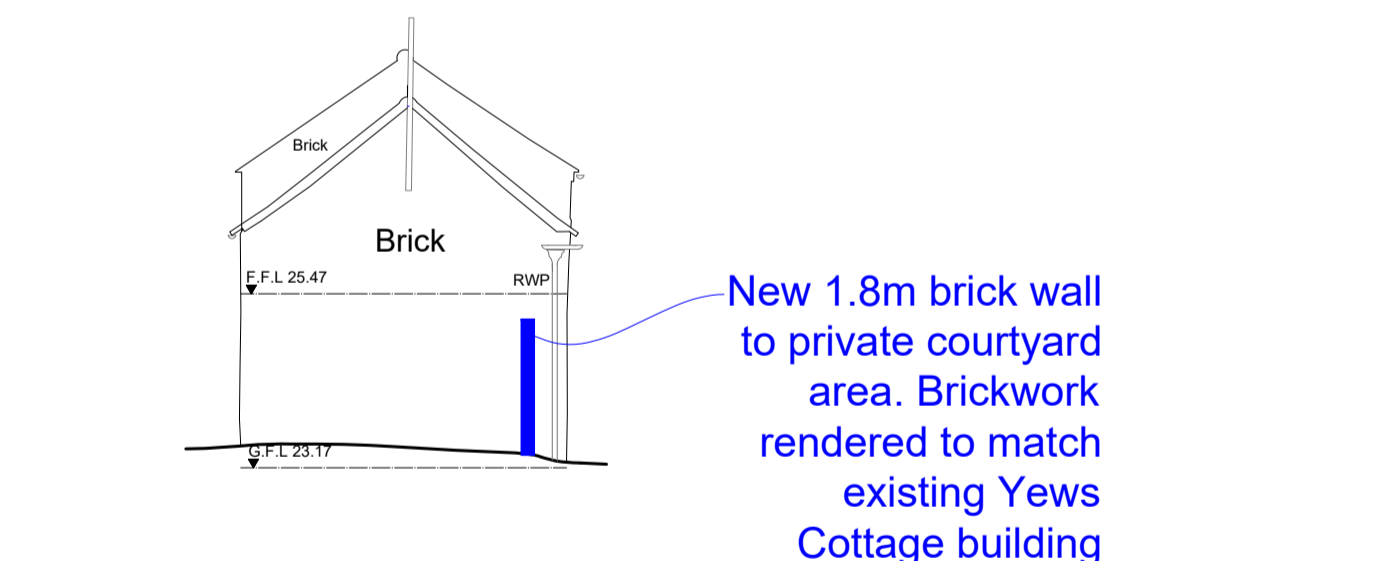 Brick
Brick
F.F.L 25.47
RWP
New 1.8m brick wall
to private courtyard
area. Brickwork
rendered to match
existing Yews
Cottage building
G.F.L 23.17